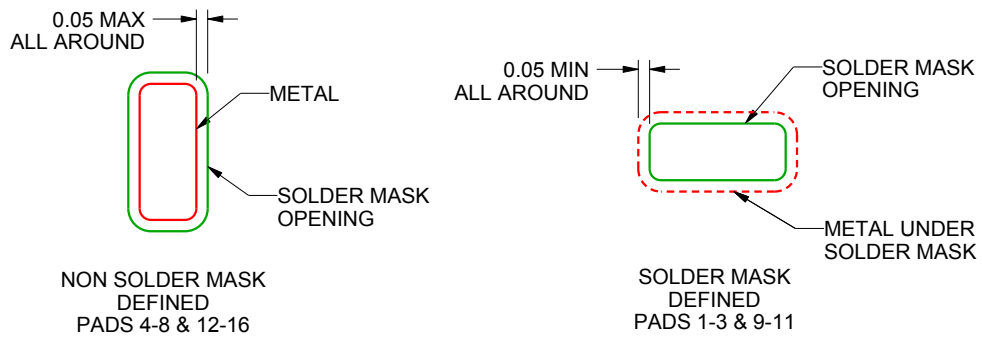 0.05 MAX
ALL AROUND
METAL
SOLDER MASK
OPENING
NON SOLDER MASK
DEFINED
PADS 4-8 & 12-16
0.05 MIN
ALL AROUND
SOLDER MASK
OPENING
METAL UNDER
SOLDER MASK
SOLDER MASK
DEFINED
PADS 1-3 & 9-11